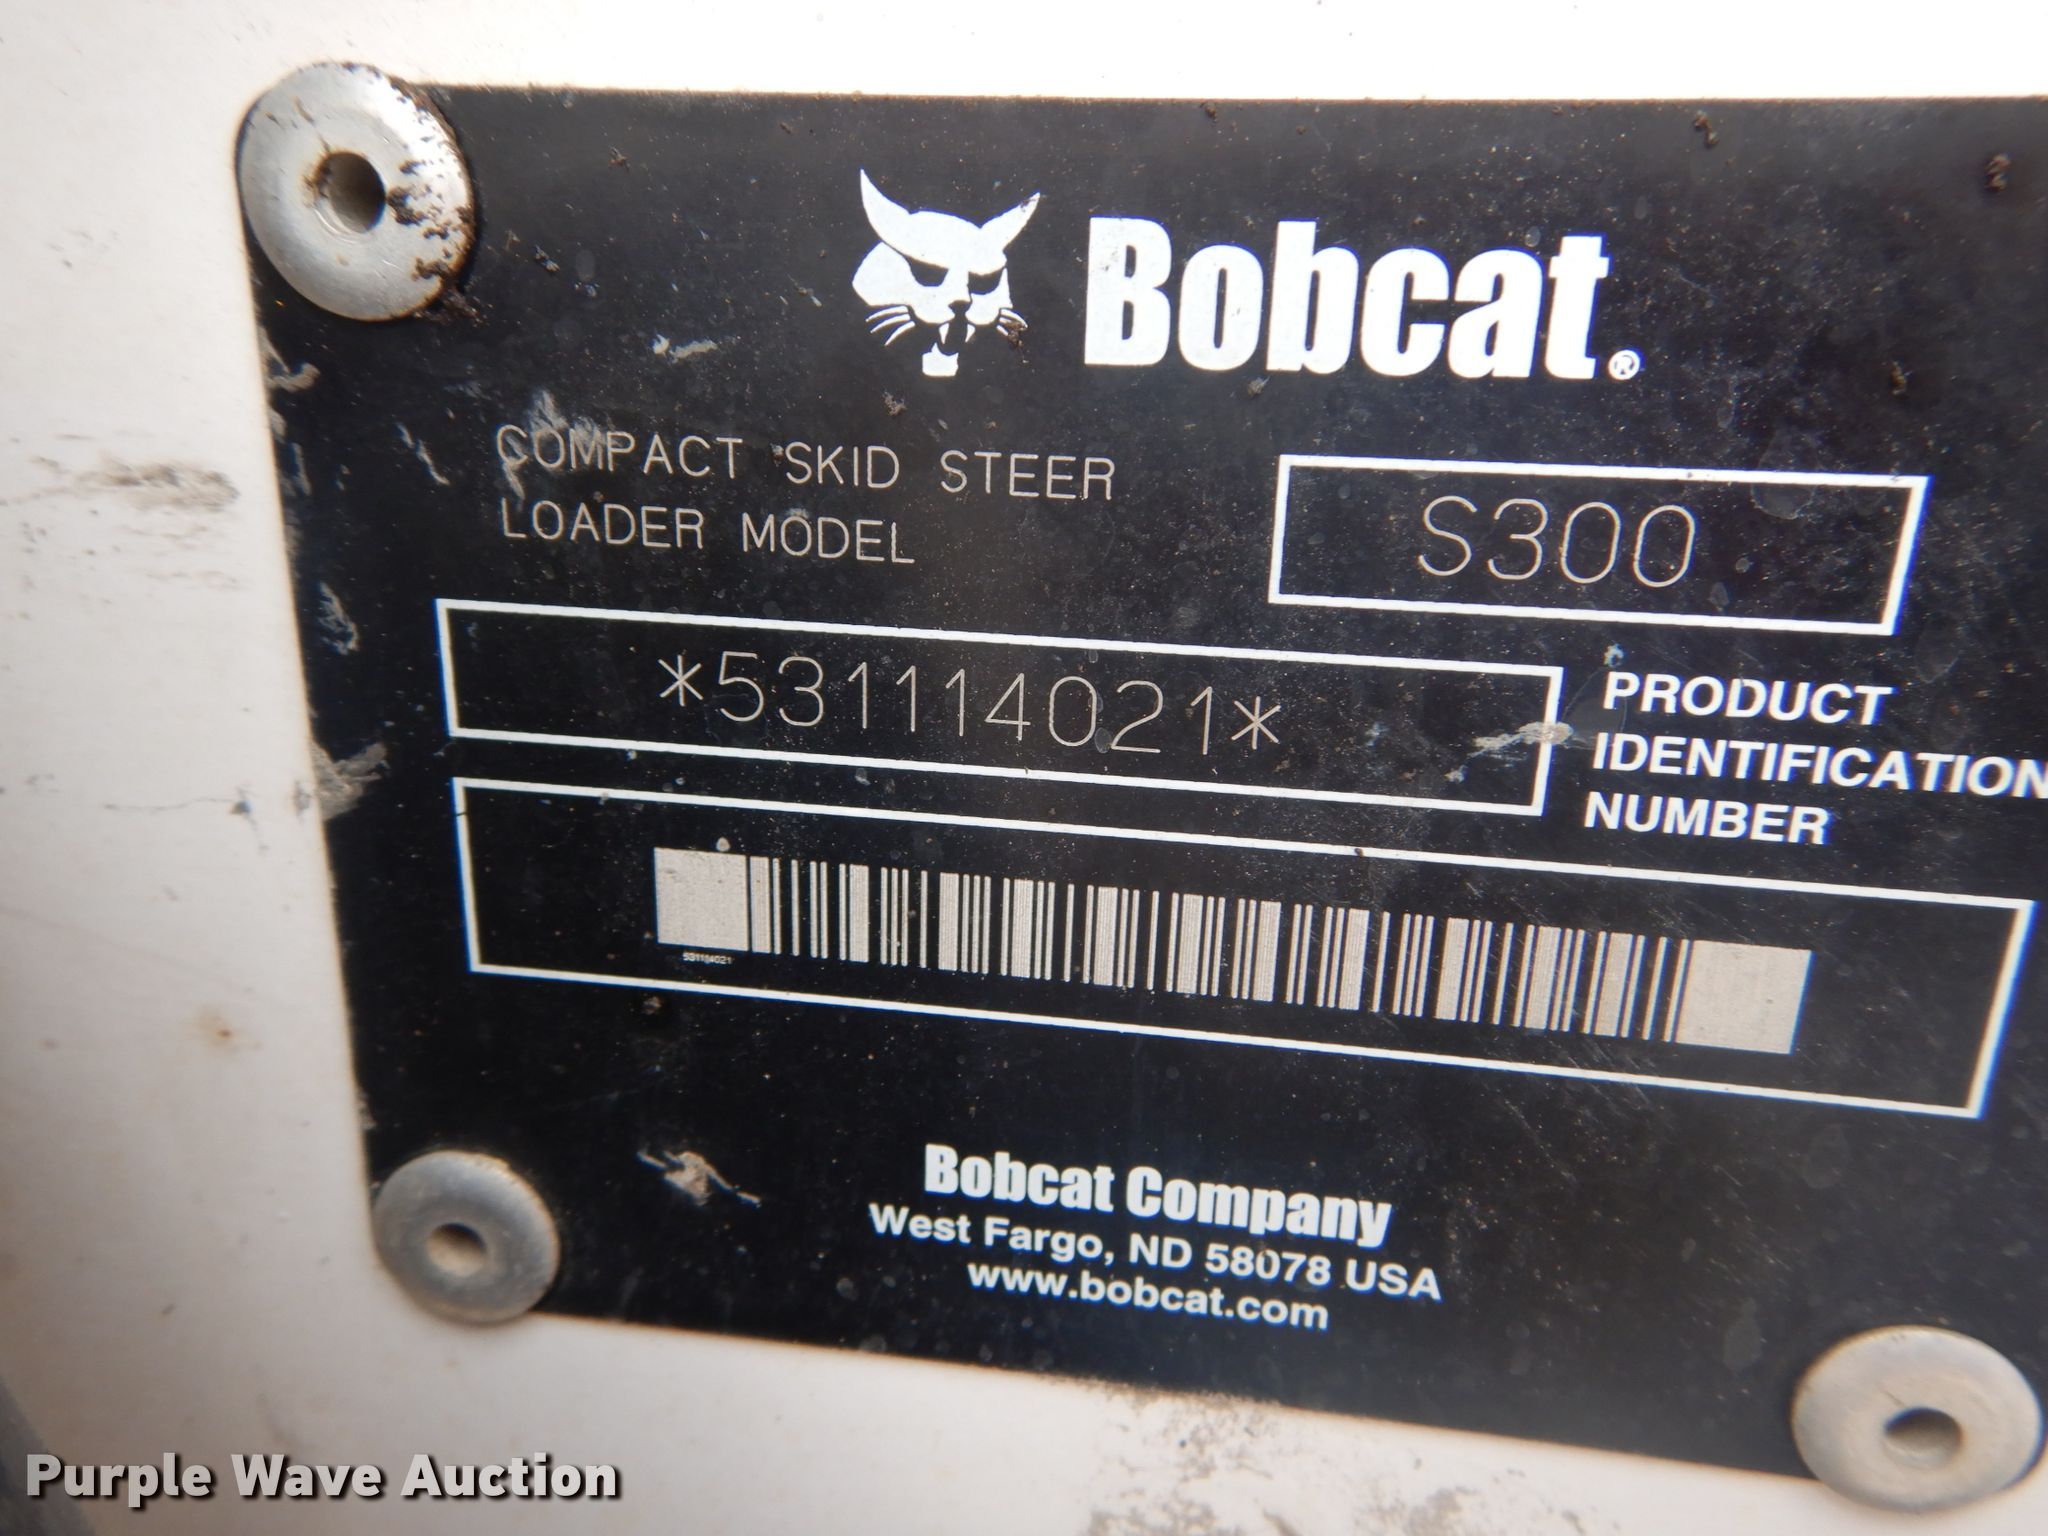 Bobcat®
COMPACT SKID STEER
LOADER MODEL
S300
*531114021*
PRODUCT
IDENTIFICATION
NUMBER
531114021
Bobcat Company
West Fargo, ND 58078 USA
www.bobcat.com
Purple Wave Auction